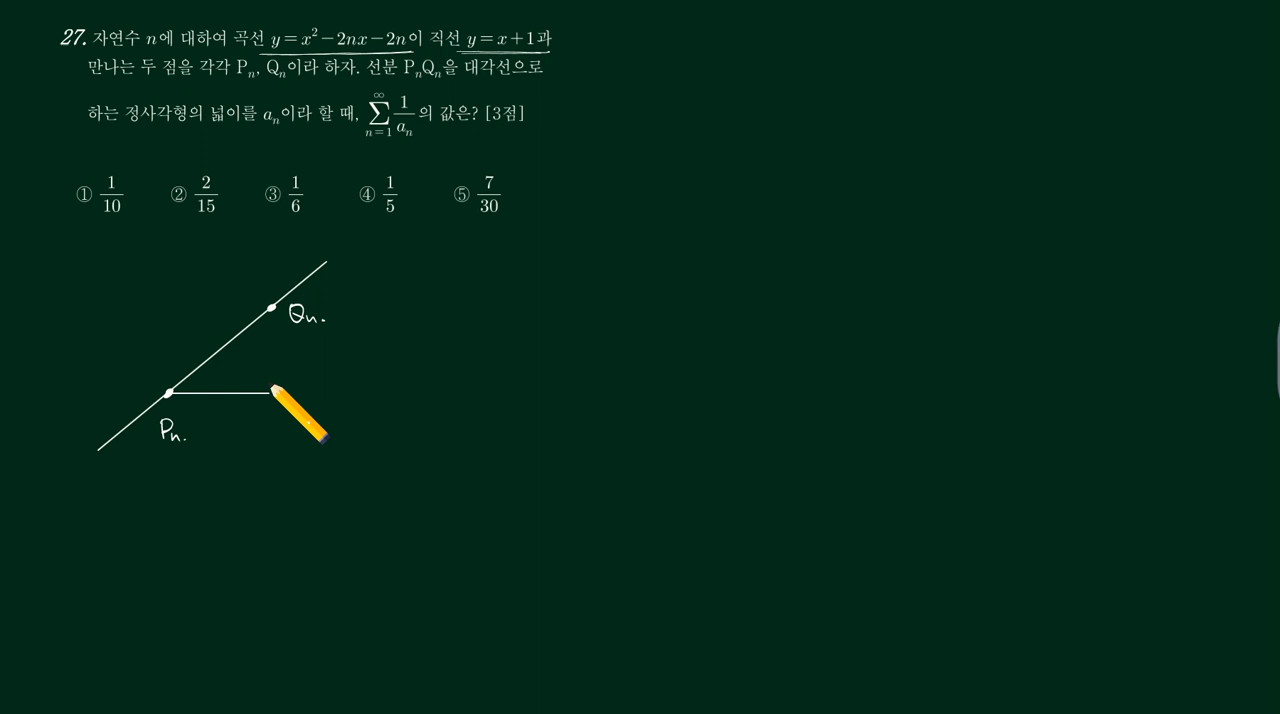 27. 자연수 n에 대하여 곡선 y=x²-2nx-2n이 직선 y=x+1과
만나는 두 점을 각각 Pₙ, Qₙ이라 하자. 선분 PₙQₙ을 대각선으로
하는 정사각형의 넓이를 aₙ이라 할 때, ∑_{n=1}^{∞} 1/aₙ의 값은? [3점]
① 1/10 ② 2/15 ③ 1/6 ④ 1/5 ⑤ 7/30
Qₙ.
Pₙ.